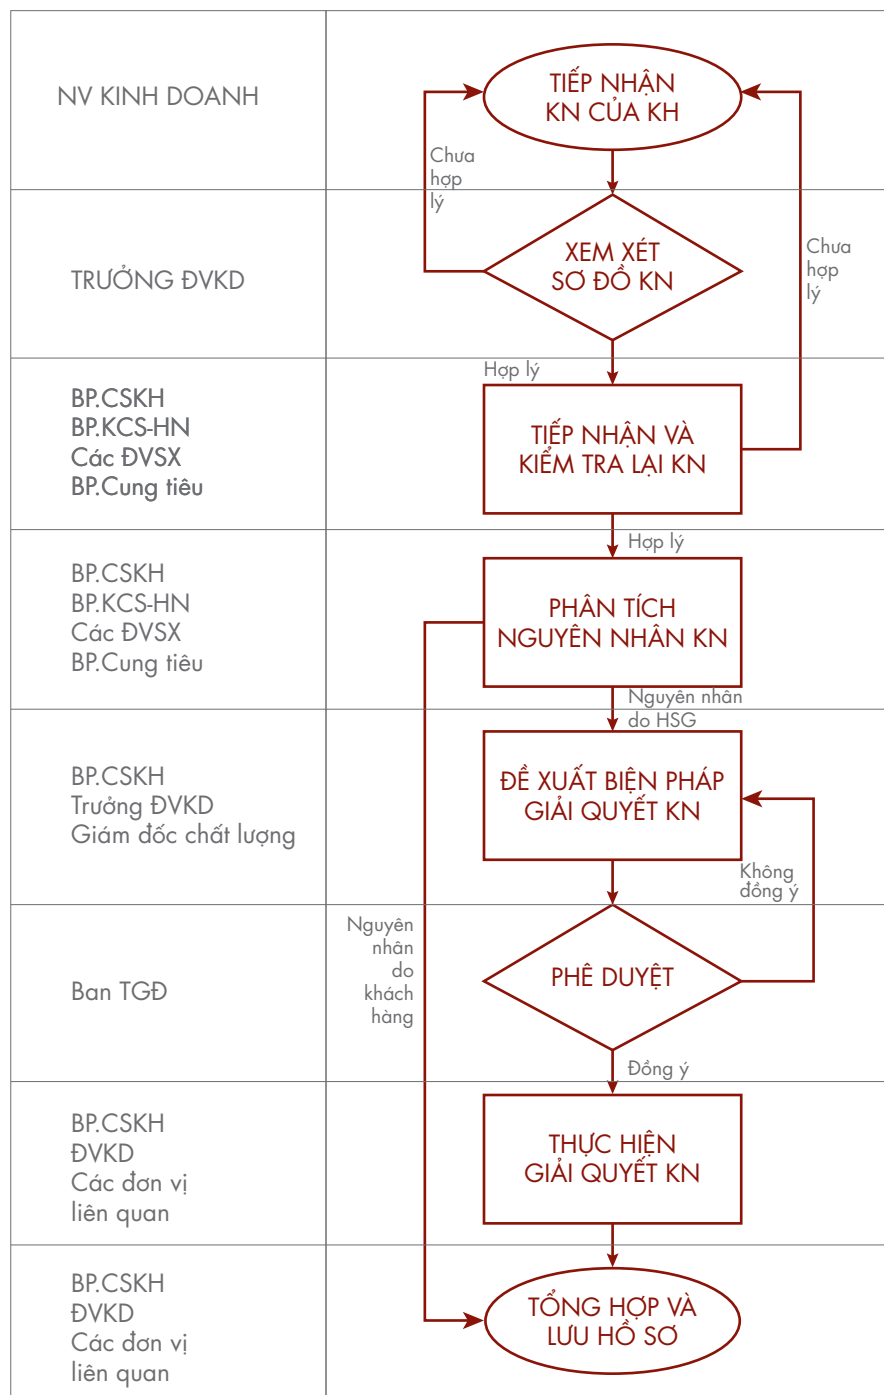 NV KINH DOANH
TIẾP NHẬN
KN CỦA KH
Chưa
hợp
lý
TRƯỞNG ĐVKD
XEM XÉT
SƠ ĐỒ KN
Chưa
hợp
lý
Hợp lý
BP.CSKH
BP.KCS-HN
Các ĐVSX
BP.Cung tiêu
TIẾP NHẬN VÀ
KIỂM TRA LẠI KN
Hợp lý
BP.CSKH
BP.KCS-HN
Các ĐVSX
BP.Cung tiêu
PHÂN TÍCH
NGUYÊN NHÂN KN
Nguyên nhân
do HSG
BP.CSKH
Trưởng ĐVKD
Giám đốc chất lượng
ĐỀ XUẤT BIỆN PHÁP
GIẢI QUYẾT KN
Không
đồng ý
Nguyên
nhân
do
khách
hàng
Ban TGĐ
PHÊ DUYỆT
Đồng ý
BP.CSKH
ĐVKD
Các đơn vị
liên quan
THỰC HIỆN
GIẢI QUYẾT KN
BP.CSKH
ĐVKD
Các đơn vị
liên quan
TỔNG HỢP VÀ
LƯU HỒ SƠ